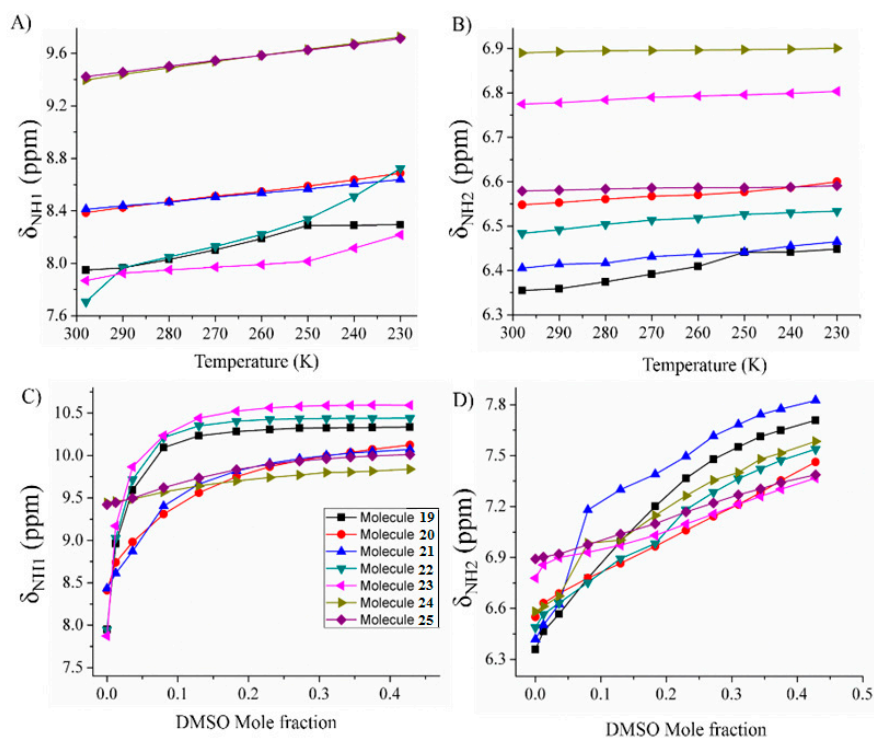 A)
9.6
9.2
8.8
8.4
8.0
7.6
300 290 280 270 260 250 240 230
δNH1 (ppm)
Temperature (K)
B)
6.9
6.8
6.6
6.5
6.4
6.3
300 290 280 270 260 250 240 230
δNH2 (ppm)
Temperature (K)
C)
10.5
10.0
9.5
9.0
8.5
8.0
7.5
0.0 0.1 0.2 0.3 0.4
δNH1 (ppm)
DMSO Mole fraction
Molecule 19
Molecule 20
Molecule 21
Molecule 22
Molecule 23
Molecule 24
Molecule 25
D)
7.8
7.5
7.2
6.9
6.6
6.3
0.0 0.1 0.2 0.3 0.4 0.5
δNH2 (ppm)
DMSO Mole fraction